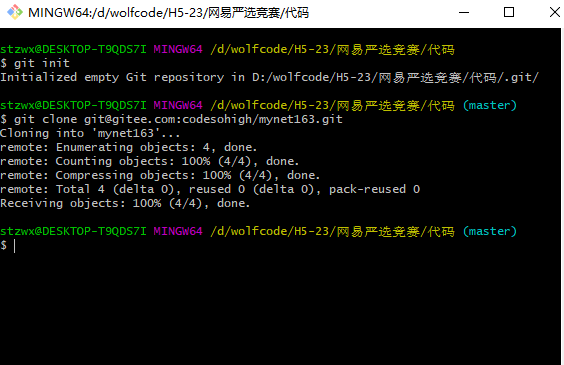 MINGW64:/d/wolfcode/H5-23/网易严选竞赛/代码
stzwx@DESKTOP-T9QDS7I MINGW64 /d/wolfcode/H5-23/网易严选竞赛/代码
$ git init
Initialized empty Git repository in D:/wolfcode/H5-23/网易严选竞赛/代码/.git/
stzwx@DESKTOP-T9QDS7I MINGW64 /d/wolfcode/H5-23/网易严选竞赛/代码 (master)
$ git clone git@gitee.com:codesohigh/mynet163.git
Cloning into 'mynet163'...
remote: Enumerating objects: 4, done.
remote: Counting objects: 100% (4/4), done.
remote: Compressing objects: 100% (4/4), done.
remote: Total 4 (delta 0), reused 0 (delta 0), pack-reused 0
Receiving objects: 100% (4/4), done.
stzwx@DESKTOP-T9QDS7I MINGW64 /d/wolfcode/H5-23/网易严选竞赛/代码 (master)
$